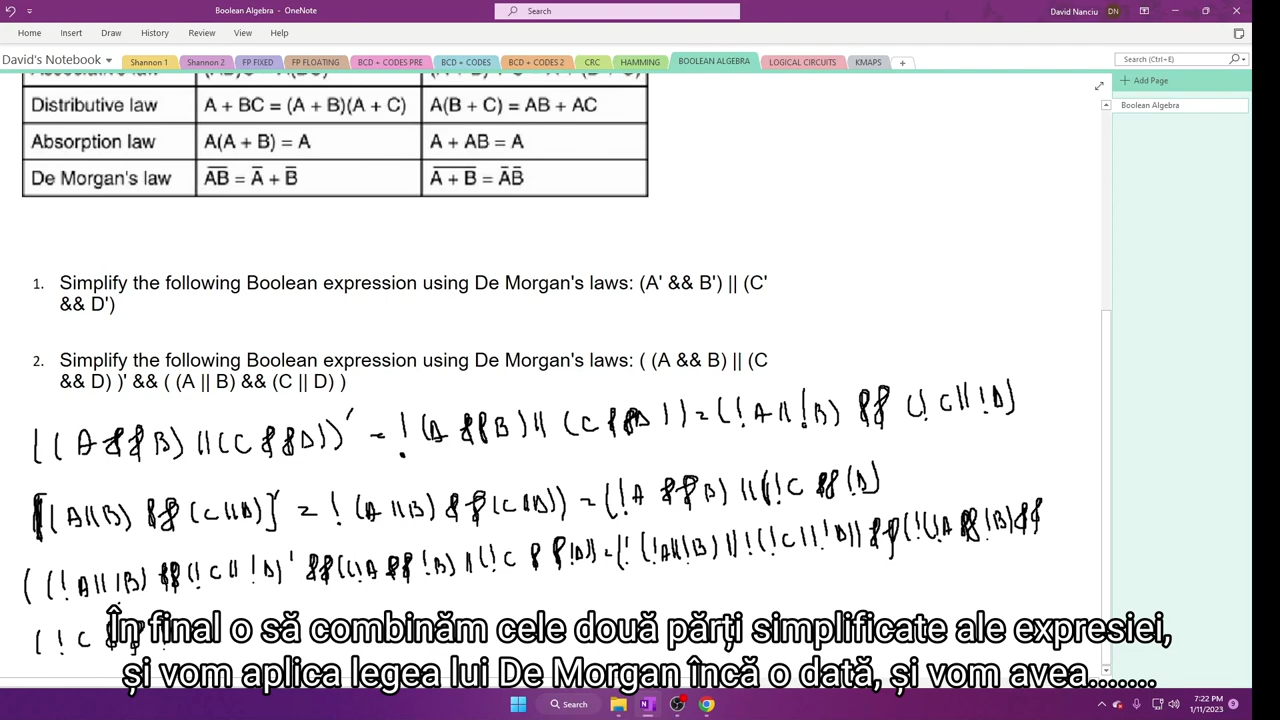 Boolean Algebra - OneNote
Search
David Nanciu DN
Home Insert Draw History Review View Help
David's Notebook Shannon 1 Shannon 2 FP FIXED FP FLOATING BCD + CODES PRE BCD + CODES BCD + CODES 2 CRC HAMMING BOOLEAN ALGEBRA LOGICAL CIRCUITS KMAPS + Search (Ctrl+E)
Add Page
Boolean Algebra
Distributive law A + BC = (A + B)(A + C) A(B + C) = AB + AC
Absorption law A(A + B) = A A + AB = A
De Morgan's law A̅B̅ = A̅ + B̅ A̅ ̅+̅ ̅B̅ = A̅B̅
1. Simplify the following Boolean expression using De Morgan's laws: (A' && B') || (C'
&& D')
2. Simplify the following Boolean expression using De Morgan's laws: ( (A && B) || (C
&& D) )' && ( (A || B) && (C || D) )
((A && B) || (C && D))' = !(A && B) || (C && D)) = (!A || !B) && (!C || !D)
(A || B) && (C || D)]' = !(A || B) && (C || D)) = (!A && B) || (!C && !D)
((!A || !B) && (!C || !D)' && ((!A && !B) || (!C && !D))
(!C
În final o să combinăm cele două părți simplificate ale expresiei,
și vom aplica legea lui De Morgan încă o dată, și vom avea.......
Search
7:22 PM
1/11/2023